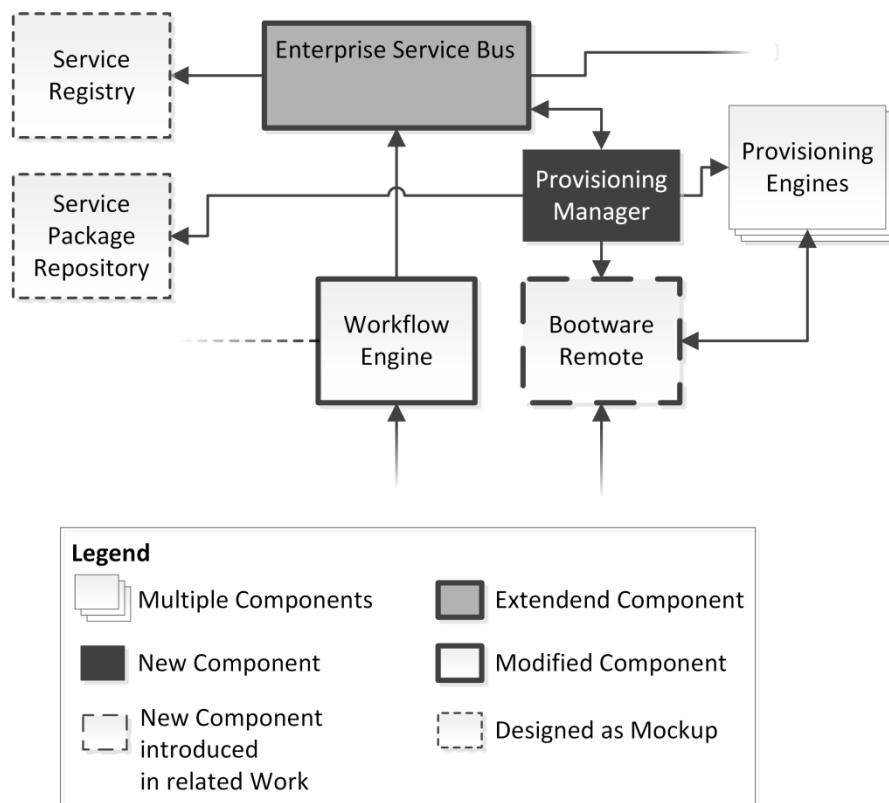 Service
Registry
Enterprise Service Bus
Provisioning
Engines
Provisioning
Manager
Service
Package
Repository
Workflow
Engine
Bootware
Remote
Legend
Multiple Components
Extendend Component
New Component
Modified Component
New Component
introduced
in related Work
Designed as Mockup